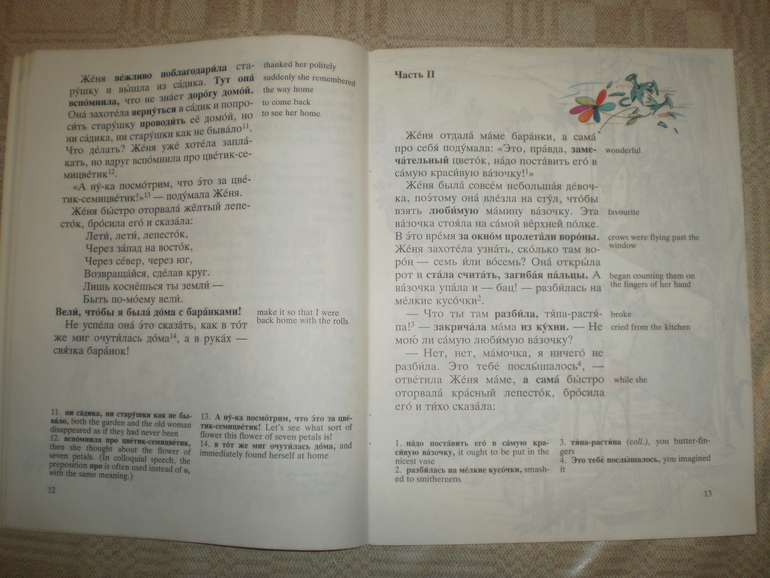 Же́ня ве́жливо поблагодари́ла ста-
ру́шку и вы́шла из са́дика. Тут она́
вспо́мнила, что не зна́ет доро́гу домо́й.
Она́ захоте́ла верну́ться в са́дик и попро-
си́ть стару́шку проводи́ть её домо́й, но
ни са́дика, ни стару́шки как не быва́ло11.
Что де́лать? Же́ня уже́ хоте́ла запла́-
кать, но вдруг вспо́мнила про цве́тик-се-
мицве́тик12.
«А ну́-ка посмо́трим, что э́то за цве́-
тик-семицве́тик!»13 — поду́мала Же́ня.
Же́ня бы́стро оторвала́ жёлтый лепе-
сто́к, бро́сила его́ и сказа́ла:
Лети́, лети́, лепесто́к,
Через за́пад на восто́к,
Через се́вер, через юг,
Возвраща́йся, сде́лав круг.
Лишь коснёшься ты земли́ —
Быть по-мо́ему вели́.
Вели́, что́бы я была́ до́ма с бара́нками!
Не успе́ла она́ э́то сказа́ть, как в то́т
же миг очути́лась до́ма14, а в рука́х —
свя́зка бара́нок!
thanked her politely
suddenly she remembered
the way home
to come back
to see her home
make it so that I were
back home with the rolls
11. ни са́дика, ни стару́шки как не бы-
ва́ло, both the garden and the old woman
disappeared as if they had never been
12. вспо́мнила про цве́тик-семицве́тик,
then she thought about the flower of
seven petals. (In colloquial speech, the
preposition про is often used instead of о,
with the same meaning.)
13. А ну́-ка посмо́трим, что э́то за цве́-
тик-семицве́тик! Let's see what sort of
flower this flower of seven petals is!
14. в то́т же миг очути́лась до́ма, and
immediately found herself at home
12
Часть II
Же́ня отдала́ ма́ме бара́нки, а сама́
про себя́ поду́мала: «Э́то, пра́вда, заме-
ча́тельный цвето́к, на́до поста́вить его́ в
са́мую краси́вую ва́зочку!1»
Же́ня была́ совсе́м небольша́я де́воч-
ка, поэ́тому она́ вле́зла на сту́л, что́бы
взять люби́мую ма́мину ва́зочку. Э́та
ва́зочка стоя́ла на са́мой ве́рхней по́лке.
В э́то вре́мя за окно́м пролета́ли воро́ны.
Же́ня захоте́ла узна́ть, ско́лько там во-
ро́н — семь и́ли во́семь? Она́ откры́ла
рот и ста́ла счита́ть, загиба́я па́льцы. А
ва́зочка упа́ла и — бац! — разби́лась на
ме́лкие кусо́чки2.
— Что́ ты там разби́ла, тя́па-растя́-
па!3 — закрича́ла ма́ма из ку́хни. — Не
мою́ ли са́мую люби́мую ва́зочку?
— Нет, нет, ма́мочка, я ничего́ не
разби́ла. Э́то тебе́ послы́шалось4, —
отве́тила Же́ня ма́ме, а сама́ бы́стро
оторвала́ кра́сный лепесто́к, бро́сила
его́ и ти́хо сказа́ла:
wonderful
favourite
crows were flying past the
window
began counting them on
the fingers of her hand
broke
cried from the kitchen
while she
1. на́до поста́вить его́ в са́мую кра-
си́вую ва́зочку, it ought to be put in the
nicest vase
2. разби́лась на ме́лкие кусо́чки, smash-
ed to smithereens
3. тя́па-растя́па (coll.), you butter-fin-
gers
4. Э́то тебе́ послы́шалось, you imagined
it
13